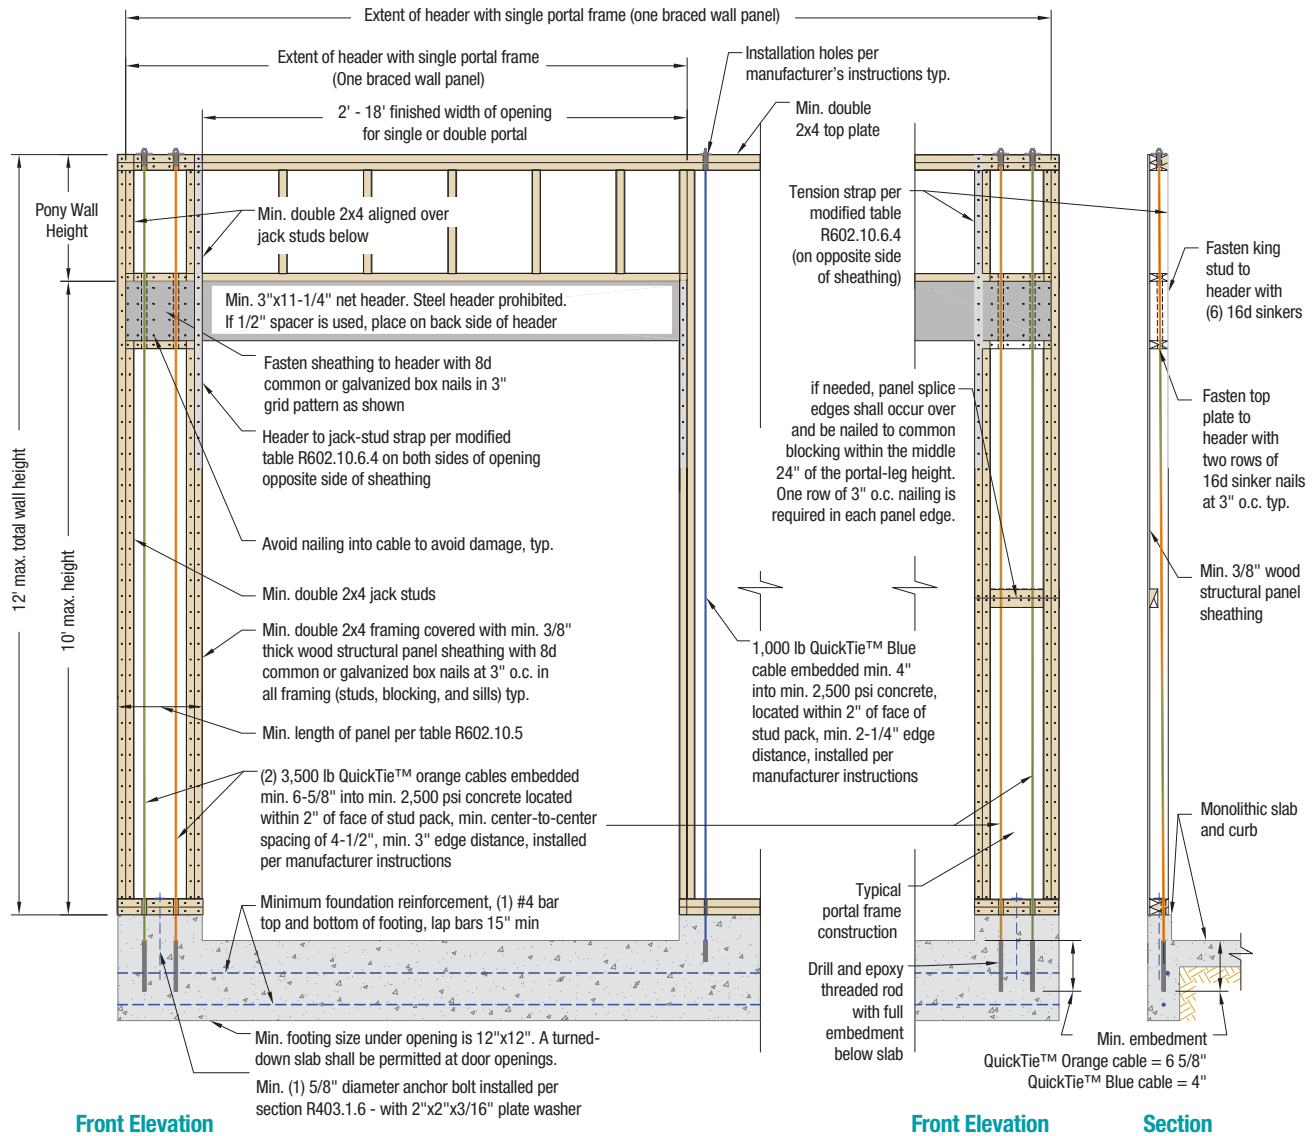 Extent of header with single portal frame (one braced wall panel)
Extent of header with single portal frame
(One braced wall panel)
2' - 18' finished width of opening
for single or double portal
Installation holes per
manufacturer's instructions typ.
Min. double
2x4 top plate
Pony Wall
Height
Min. double 2x4 aligned over
jack studs below
Tension strap per
modified table
R602.10.6.4
(on opposite side
of sheathing)
Fasten king
stud to
header with
(6) 16d sinkers
Min. 3"x11-1/4" net header. Steel header prohibited.
If 1/2" spacer is used, place on back side of header
Fasten sheathing to header with 8d
common or galvanized box nails in 3"
grid pattern as shown
if needed, panel splice
edges shall occur over
and be nailed to common
blocking within the middle
24" of the portal-leg height.
One row of 3" o.c. nailing is
required in each panel edge.
Fasten top
plate to
header with
two rows of
16d sinker nails
at 3" o.c. typ.
Header to jack-stud strap per modified
table R602.10.6.4 on both sides of opening
opposite side of sheathing
12' max. total wall height
10' max. height
Avoid nailing into cable to avoid damage, typ.
Min. double 2x4 jack studs
Min. 3/8" wood
structural panel
sheathing
Min. double 2x4 framing covered with min. 3/8"
thick wood structural panel sheathing with 8d
common or galvanized box nails at 3" o.c. in
all framing (studs, blocking, and sills) typ.
1,000 lb QuickTie™ Blue
cable embedded min. 4"
into min. 2,500 psi concrete,
located within 2" of face of
stud pack, min. 2-1/4" edge
distance, installed per
manufacturer instructions
Min. length of panel per table R602.10.5
(2) 3,500 lb QuickTie™ orange cables embedded
min. 6-5/8" into min. 2,500 psi concrete located
within 2" of face of stud pack, min. center-to-center
spacing of 4-1/2", min. 3" edge distance, installed
per manufacturer instructions
Monolithic slab
and curb
Minimum foundation reinforcement, (1) #4 bar
top and bottom of footing, lap bars 15" min
Typical
portal frame
construction
Drill and epoxy
threaded rod
with full
embedment
below slab
Min. footing size under opening is 12"x12". A turned-
down slab shall be permitted at door openings.
Min. embedment
QuickTie™ Orange cable = 6 5/8"
QuickTie™ Blue cable = 4"
Min. (1) 5/8" diameter anchor bolt installed per
section R403.1.6 - with 2"x2"x3/16" plate washer
Front Elevation
Front Elevation
Section